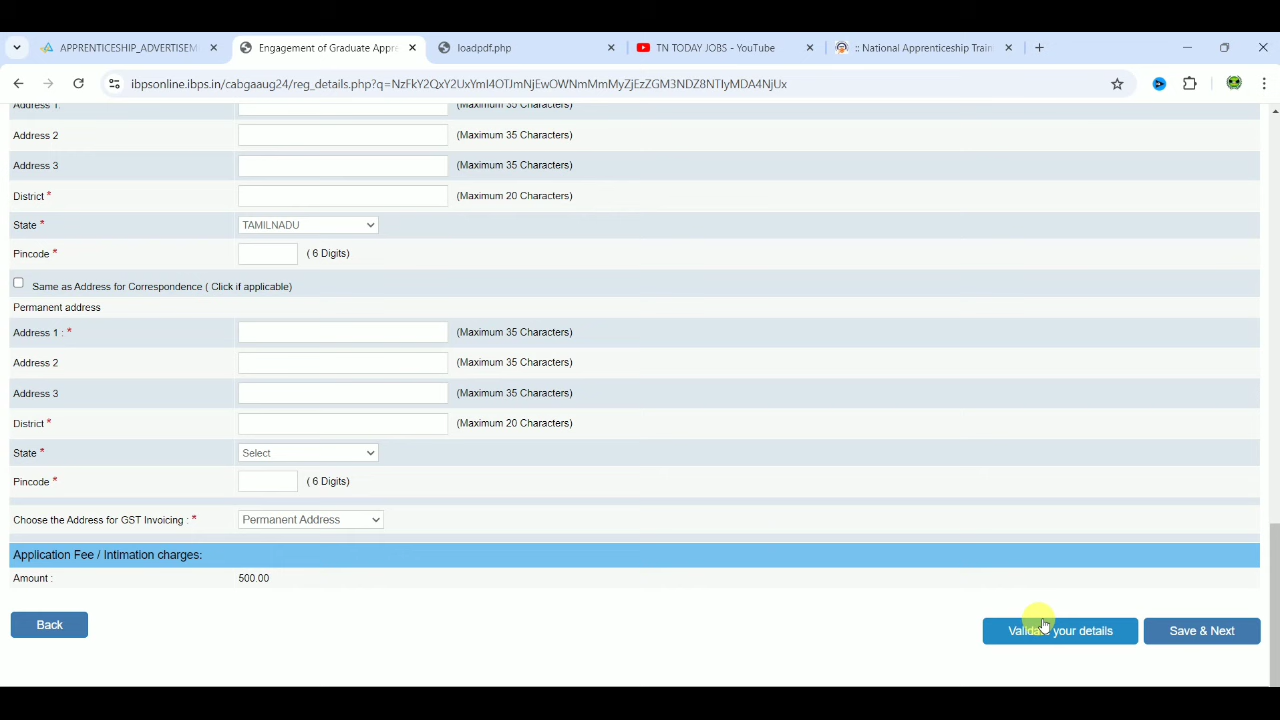 APPRENTICESHIP_ADVERTISEM
Engagement of Graduate Appre
loadpdf.php
TN TODAY JOBS - YouTube
:: National Apprenticeship Train
ibpsonline.ibps.in/cabgaaug24/
Address 1
(Maximum 35 Characters)
Address 2
(Maximum 35 Characters)
Address 3
(Maximum 35 Characters)
District *
(Maximum 20 Characters)
State *
TAMILNADU
Pincode *
( 6 Digits)
Same as Address for Correspondence ( Click if applicable)
Permanent address
Address 1 : *
(Maximum 35 Characters)
Address 2
(Maximum 35 Characters)
Address 3
(Maximum 35 Characters)
District *
(Maximum 20 Characters)
State *
Select
Pincode *
( 6 Digits)
Choose the Address for GST Invoicing : *
Permanent Address
Application Fee / Intimation charges:
Amount :
500.00
Back
Validate your details
Save & Next